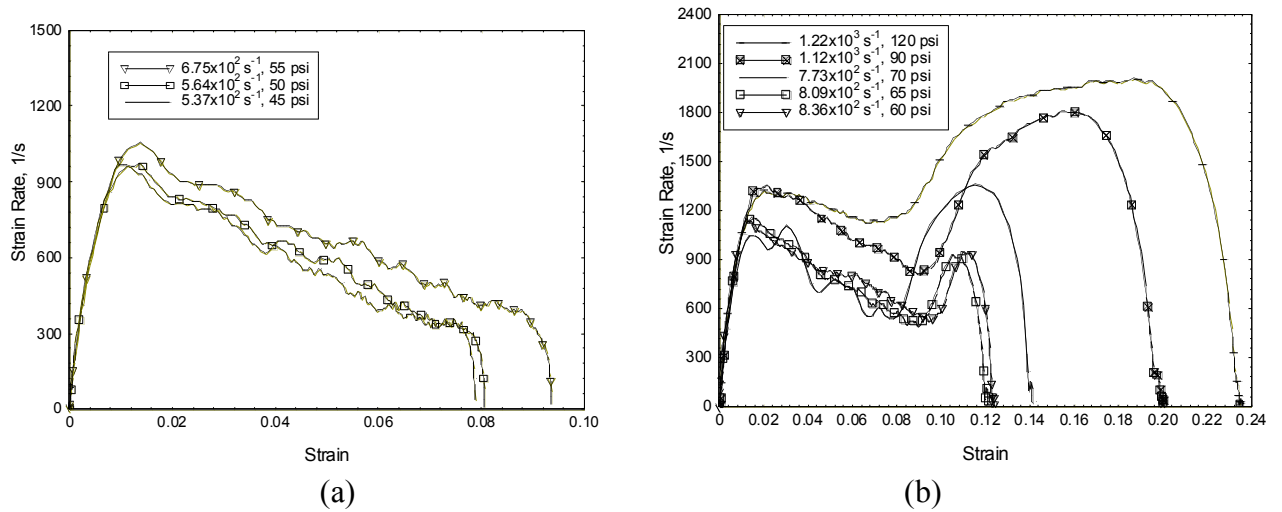 1500
1200
900
600
300
0
Strain Rate, 1/s
6.75x10² s⁻¹, 55 psi
5.64x10² s⁻¹, 50 psi
5.37x10² s⁻¹, 45 psi
0 0.02 0.04 0.06 0.08 0.10
Strain
(a)
2400
2100
1800
1500
1200
900
600
300
0
Strain Rate, 1/s
1.22x10³ s⁻¹, 120 psi
1.12x10³ s⁻¹, 90 psi
7.73x10² s⁻¹, 70 psi
8.09x10² s⁻¹, 65 psi
8.36x10² s⁻¹, 60 psi
0.00 0.02 0.04 0.06 0.08 0.10 0.12 0.14 0.16 0.18 0.20 0.22 0.24
Strain
(b)